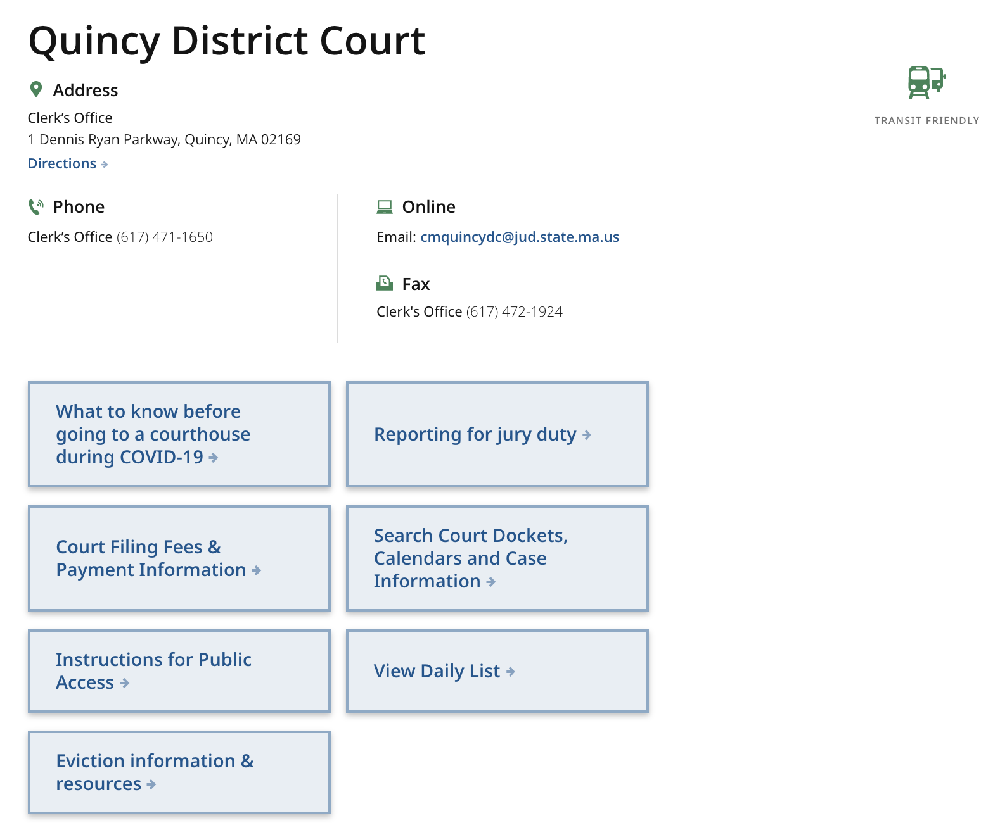 Quincy District Court
TRANSIT FRIENDLY
Address
Clerk’s Office
1 Dennis Ryan Parkway, Quincy, MA 02169
Directions
Phone
Clerk’s Office (617) 471-1650
Online
Email: cmquincydc@jud.state.ma.us
Fax
Clerk's Office (617) 472-1924
What to know before
going to a courthouse
during COVID-19
Reporting for jury duty
Court Filing Fees &
Payment Information
Search Court Dockets,
Calendars and Case
Information
Instructions for Public
Access
View Daily List
Eviction information &
resources